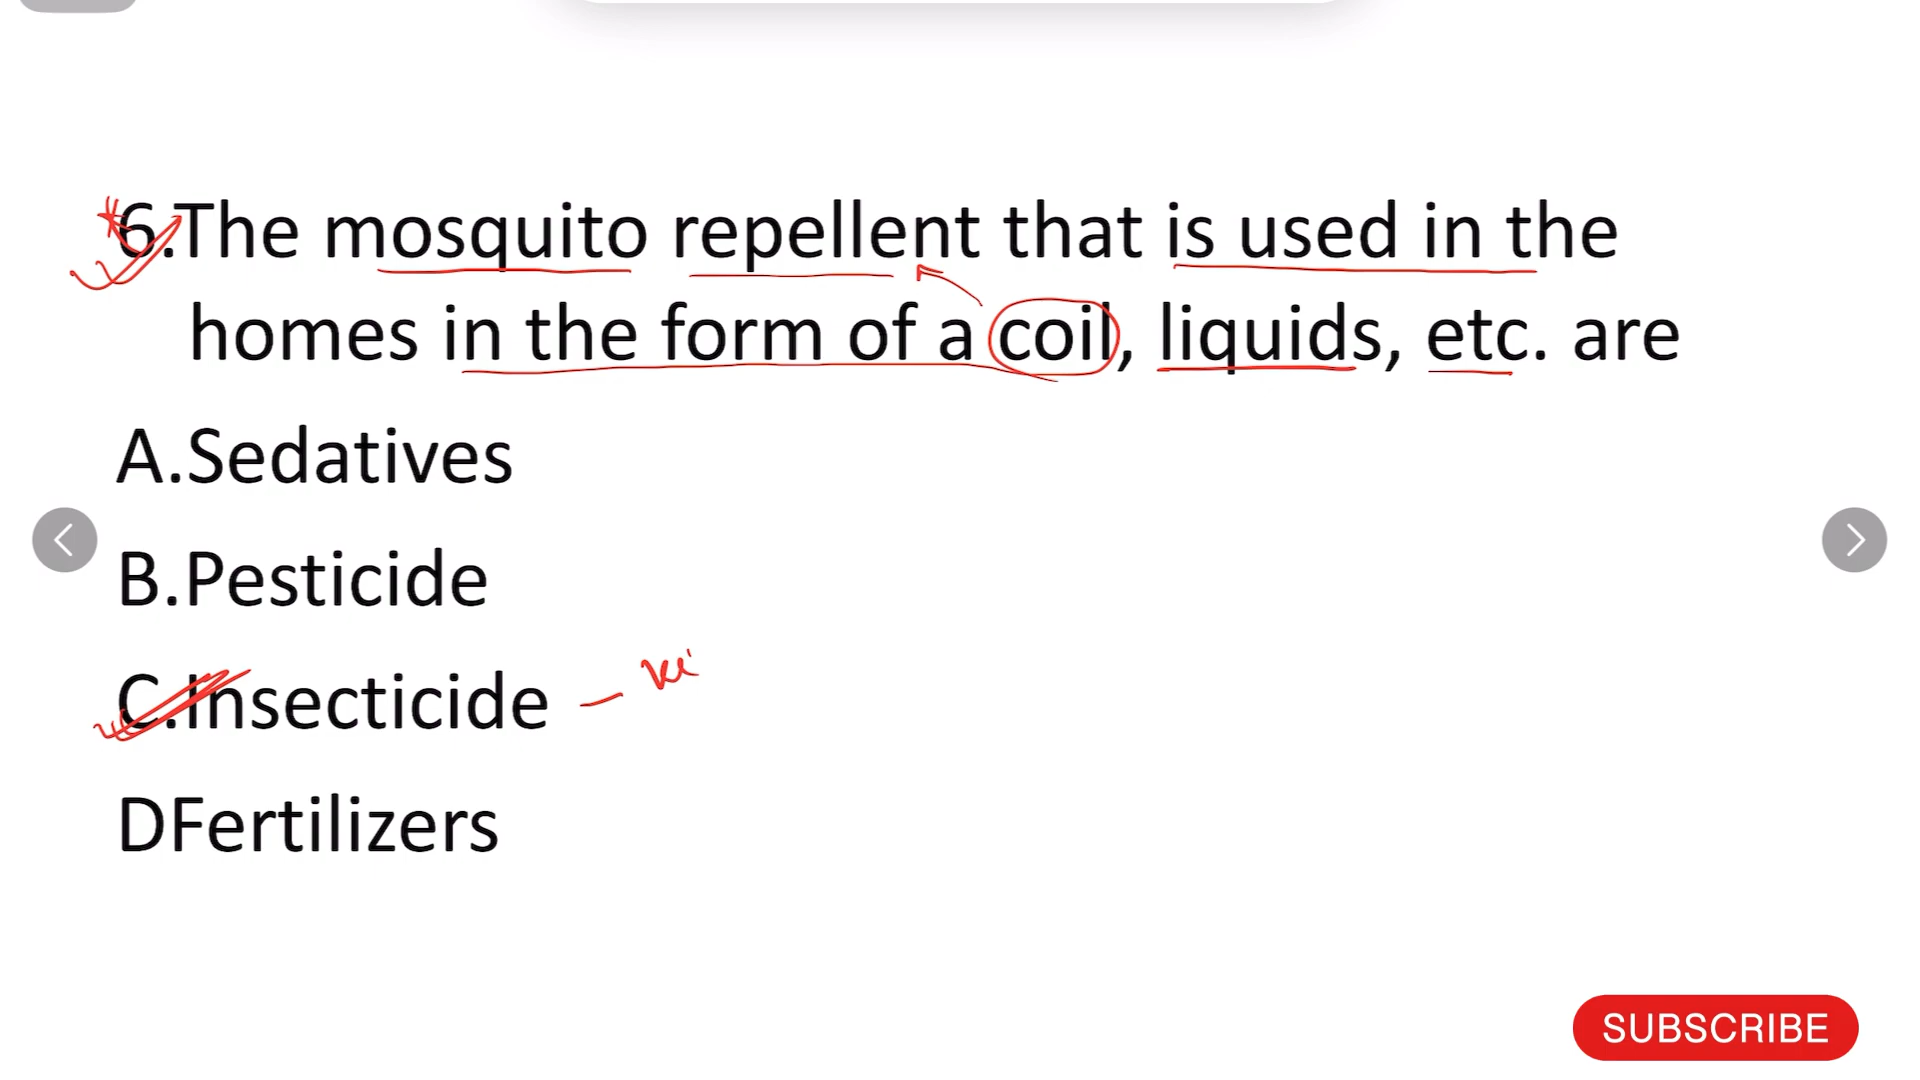 6.The mosquito repellent that is used in the
homes in the form of a coil, liquids, etc. are
A.Sedatives
B.Pesticide
C.Insecticide – ki
DFertilizers
SUBSCRIBE